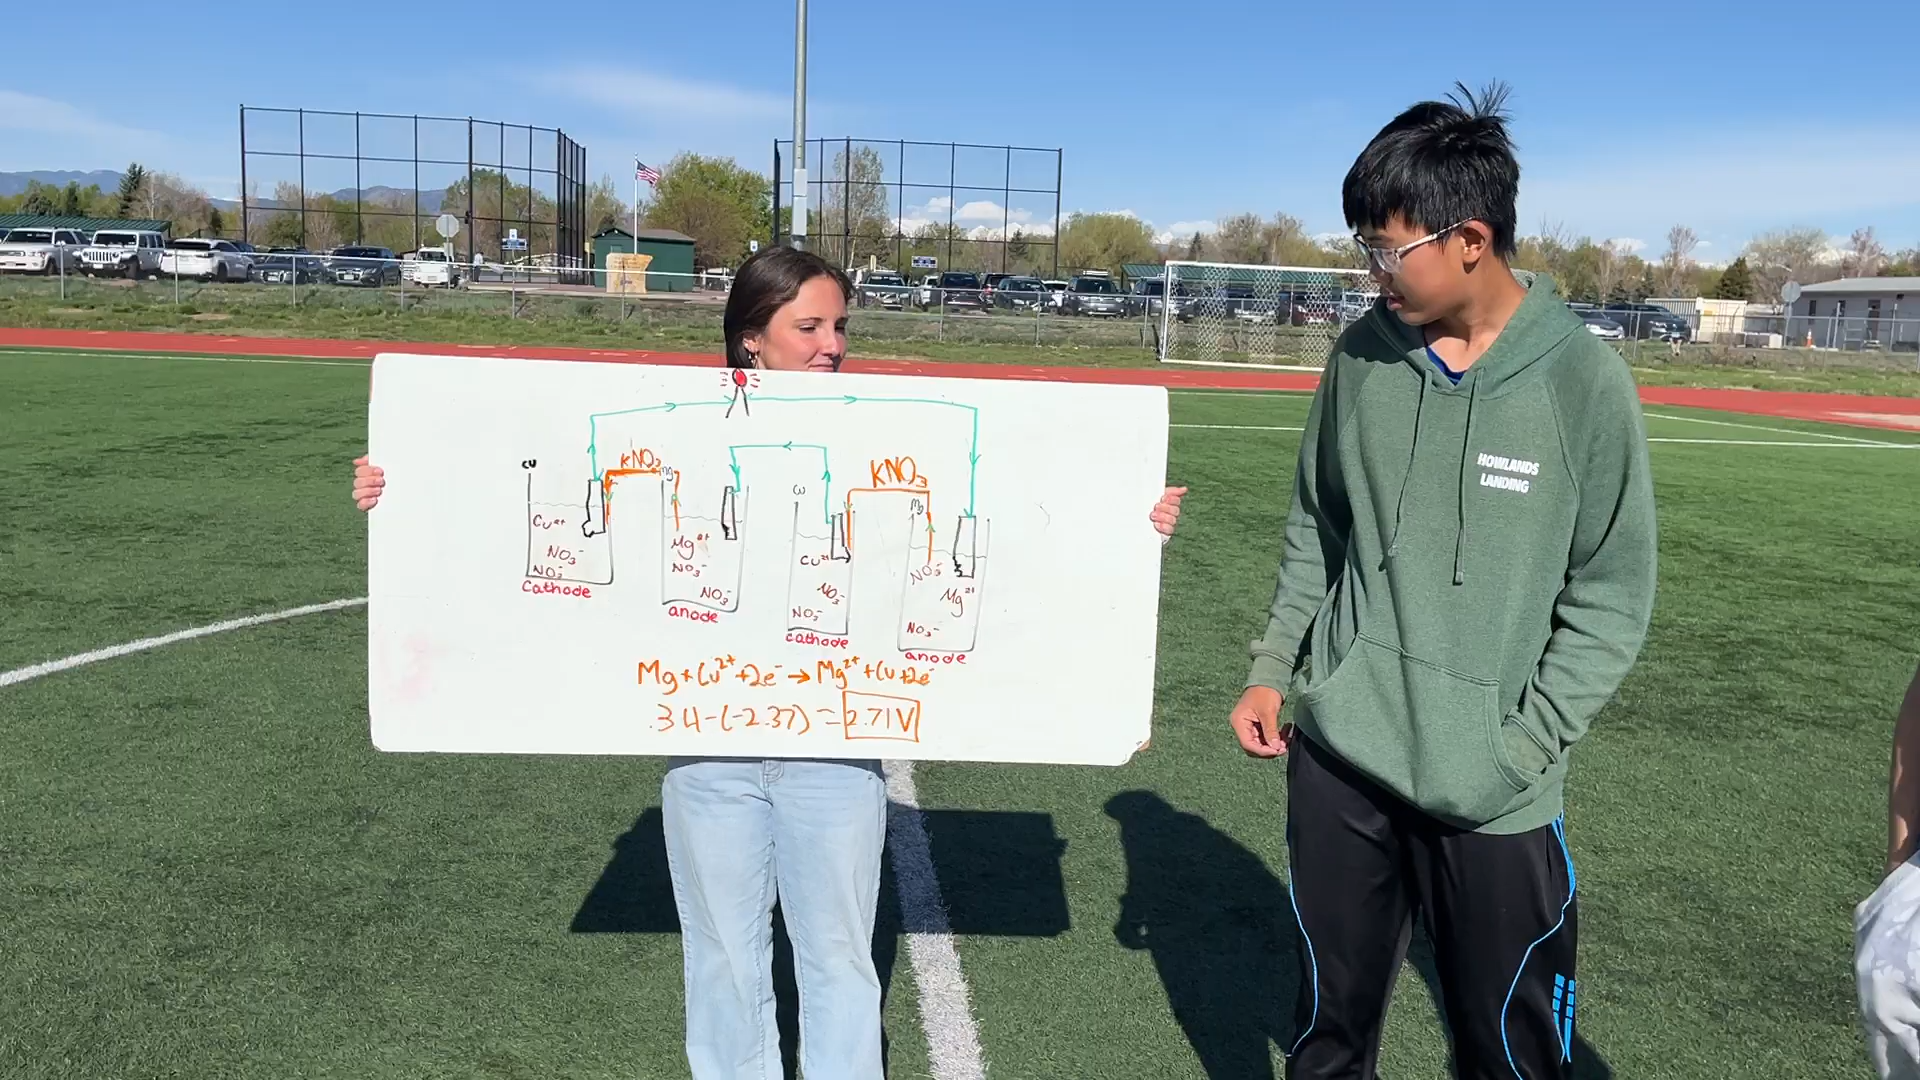 KNO₃
KNO₃
Cu
Mg
Cu
Mg
Cu²⁺
NO₃⁻
NO₃⁻
cathode
Mg²⁺
NO₃⁻
NO₃⁻
anode
Cu²⁺
NO₃⁻
NO₃⁻
cathode
NO₃⁻
Mg²⁺
NO₃⁻
anode
Mg+Cu²⁺+2e⁻→Mg²⁺+Cu+2e⁻
.34-(-2.37)=2.71V
HOWLANDS
LANDING